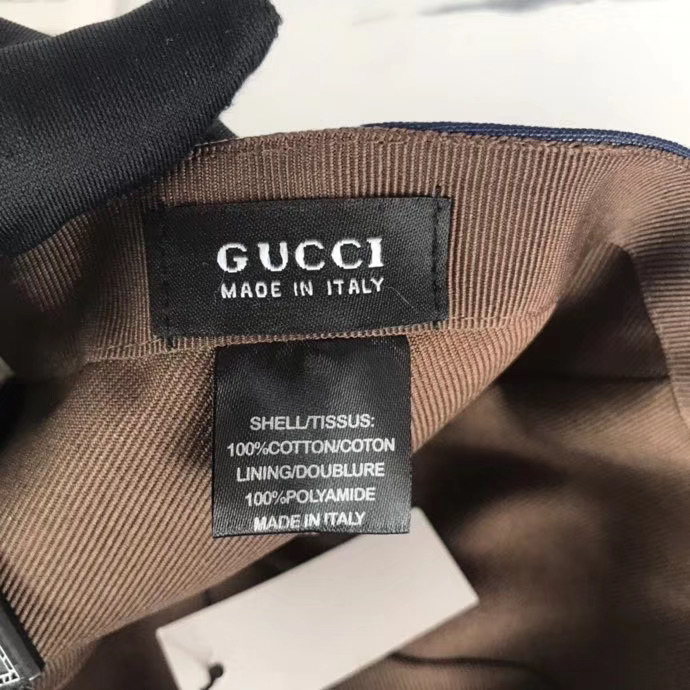 GUCCI
MADE IN ITALY
SHELL/TISSUS:
100%COTTON/COTON
LINING/DOUBLURE
100%POLYAMIDE
MADE IN ITALY